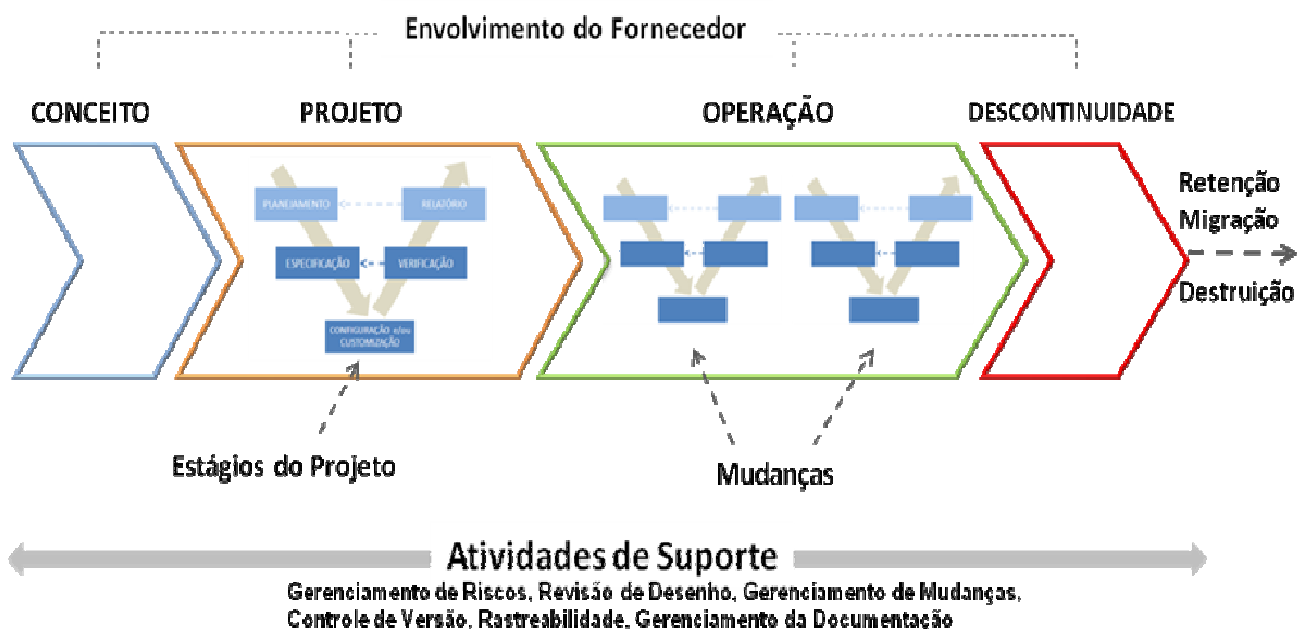 Envolvimento do Fornecedor
CONCEITO
PROJETO
OPERAÇÃO
DESCONTINUIDADE
PLANEJAMENTO
RELATÓRIO
ESPECIFICAÇÃO
VERIFICAÇÃO
CONFIGURAÇÃO e/ou
CUSTOMIZAÇÃO
Retenção
Migração
Destruição
Estágios do Projeto
Mudanças
Atividades de Suporte
Gerenciamento de Riscos, Revisão de Desenho, Gerenciamento de Mudanças,
Controle de Versão, Rastreabilidade, Gerenciamento da Documentação